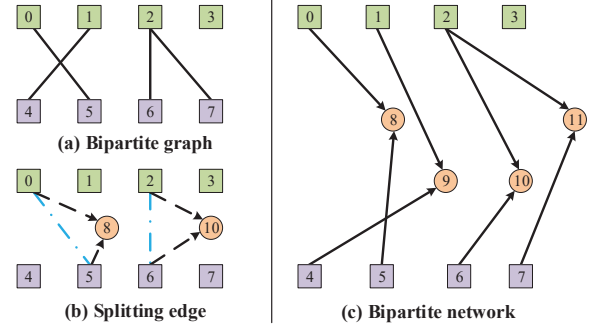 0 1 2 3
4 5 6 7
(a) Bipartite graph
0 1 2 3
8 10
4 5 6 7
(b) Splitting edge
0 1 2 3
8 11
9 10
4 5 6 7
(c) Bipartite network